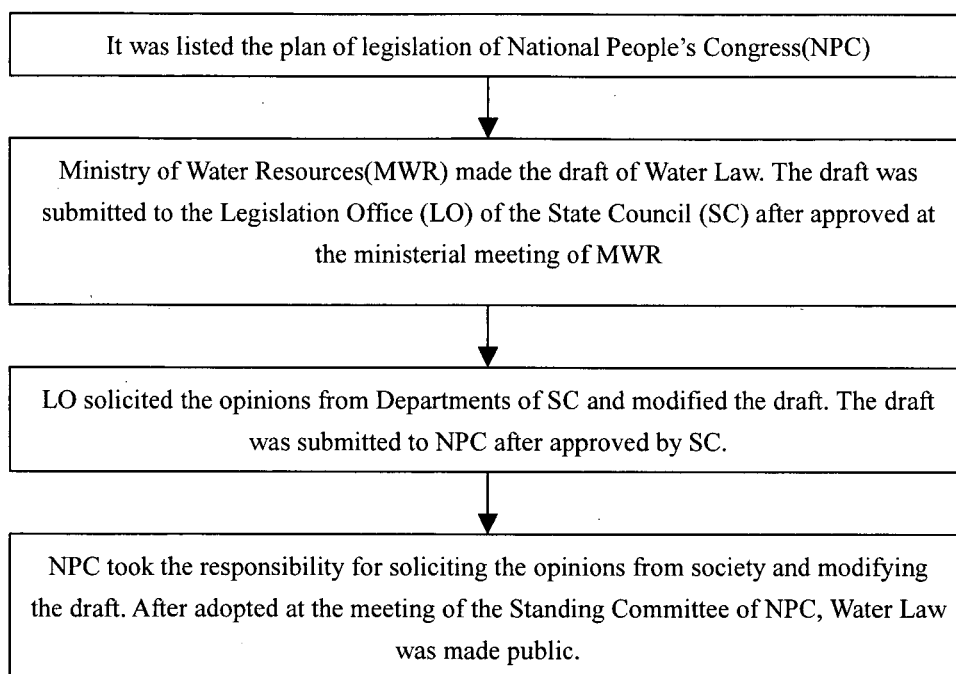 It was listed the plan of legislation of National People's Congress(NPC)
Ministry of Water Resources(MWR) made the draft of Water Law. The draft was
submitted to the Legislation Office (LO) of the State Council (SC) after approved at
the ministerial meeting of MWR
LO solicited the opinions from Departments of SC and modified the draft. The draft
was submitted to NPC after approved by SC.
NPC took the responsibility for soliciting the opinions from society and modifying
the draft. After adopted at the meeting of the Standing Committee of NPC, Water Law
was made public.